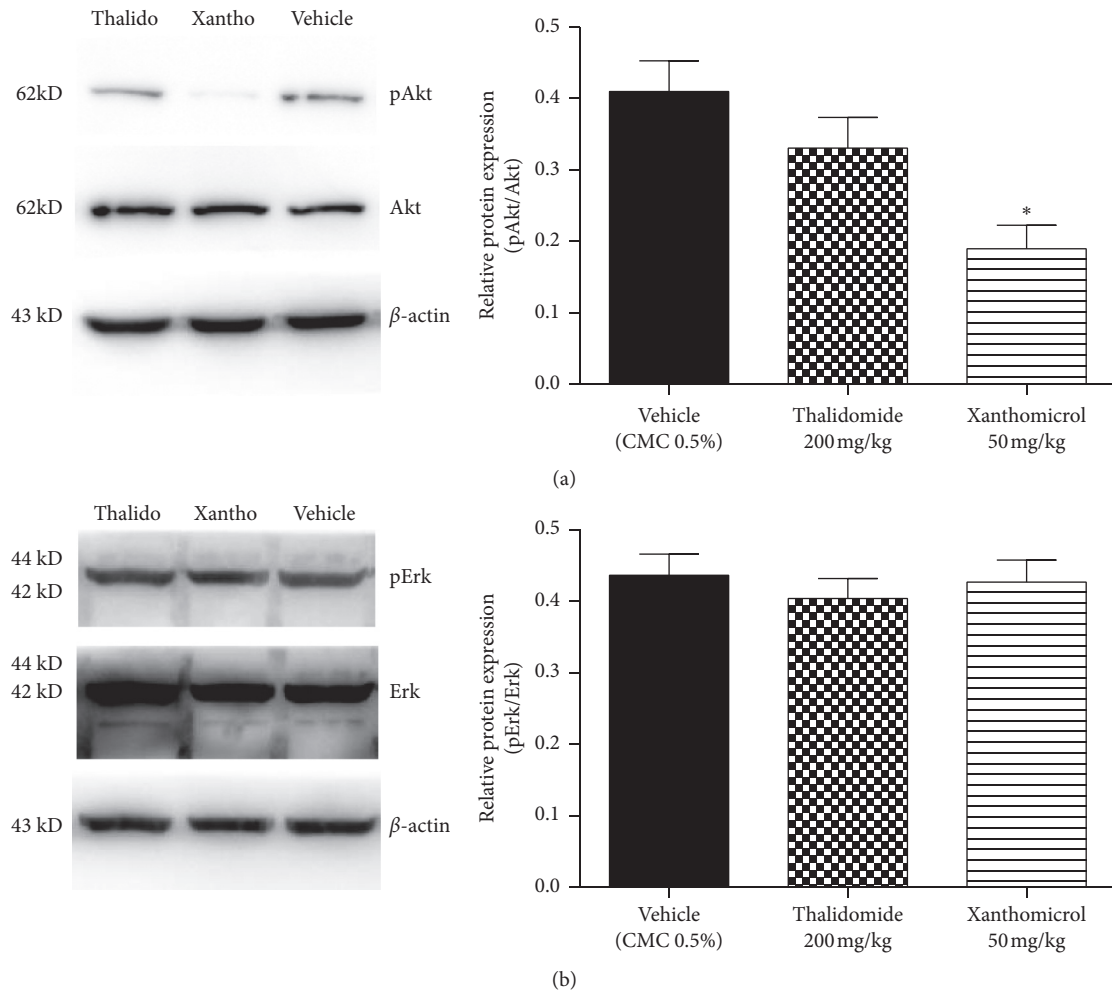 Thalido Xantho Vehicle
62kD pAkt
62kD Akt
43 kD β-actin
Relative protein expression
(pAkt/Akt)
0.5
0.4
0.3
0.2
0.1
0.0
*
Vehicle
(CMC 0.5%)
Thalidomide
200 mg/kg
Xanthomicrol
50 mg/kg
(a)
Thalido Xantho Vehicle
44 kD
42 kD
pErk
44 kD
42 kD
Erk
43 kD β-actin
Relative protein expression
(pErk/Erk)
0.5
0.4
0.3
0.2
0.1
0.0
Vehicle
(CMC 0.5%)
Thalidomide
200 mg/kg
Xanthomicrol
50 mg/kg
(b)